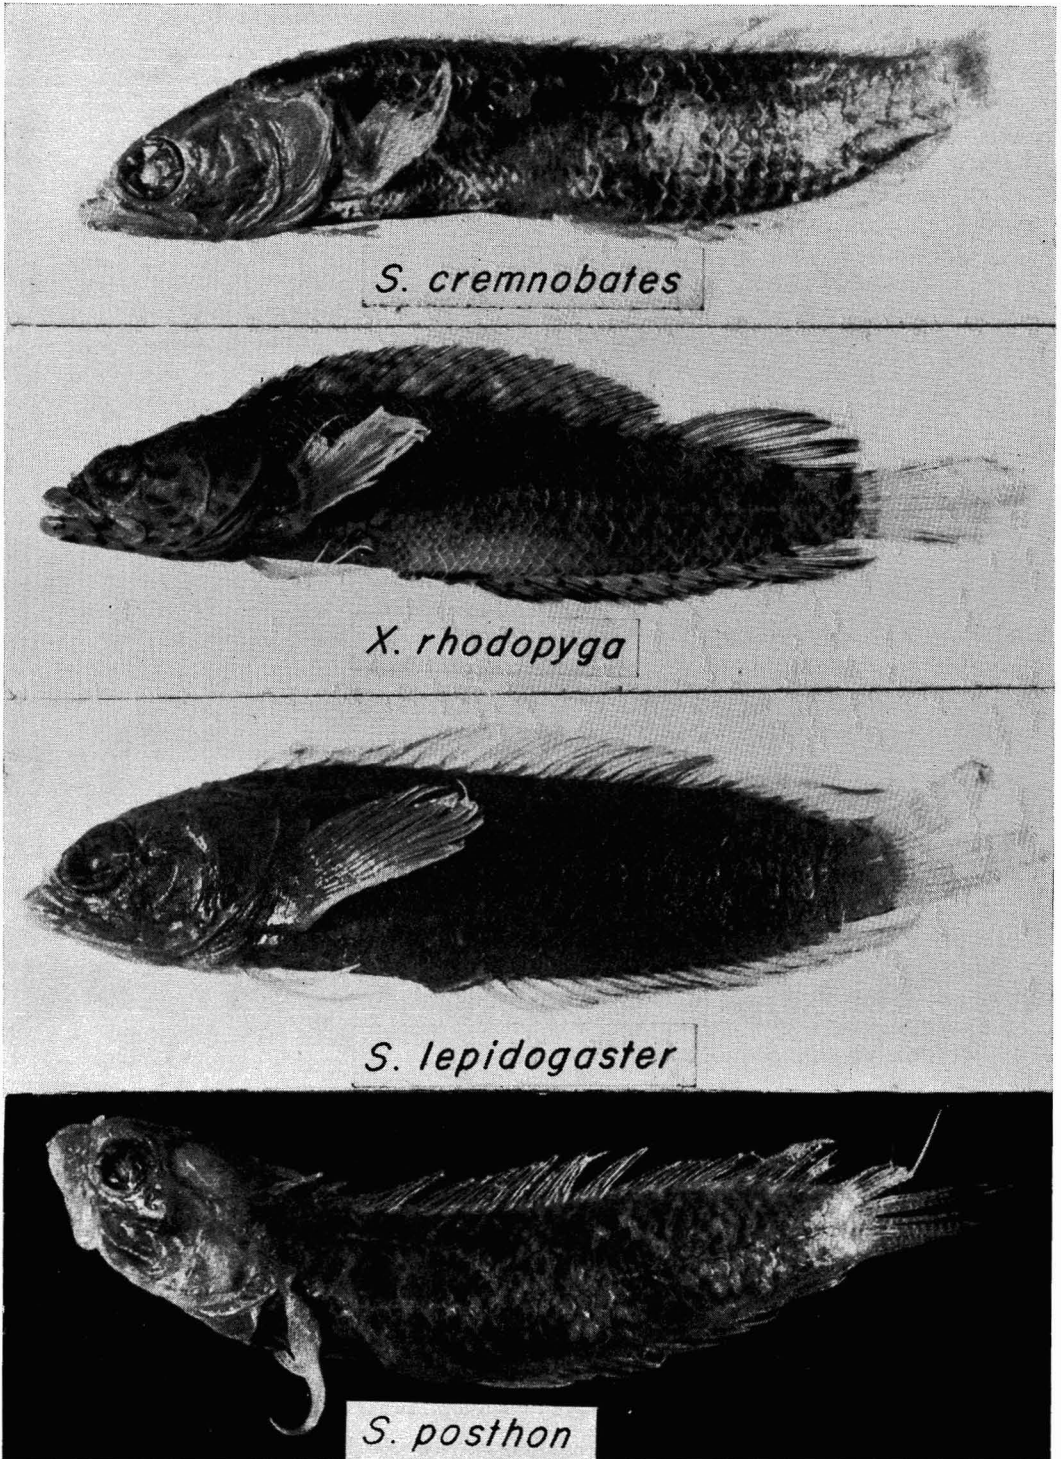 S. cremnobates
X. rhodopyga
S. lepidogaster
S. posthon